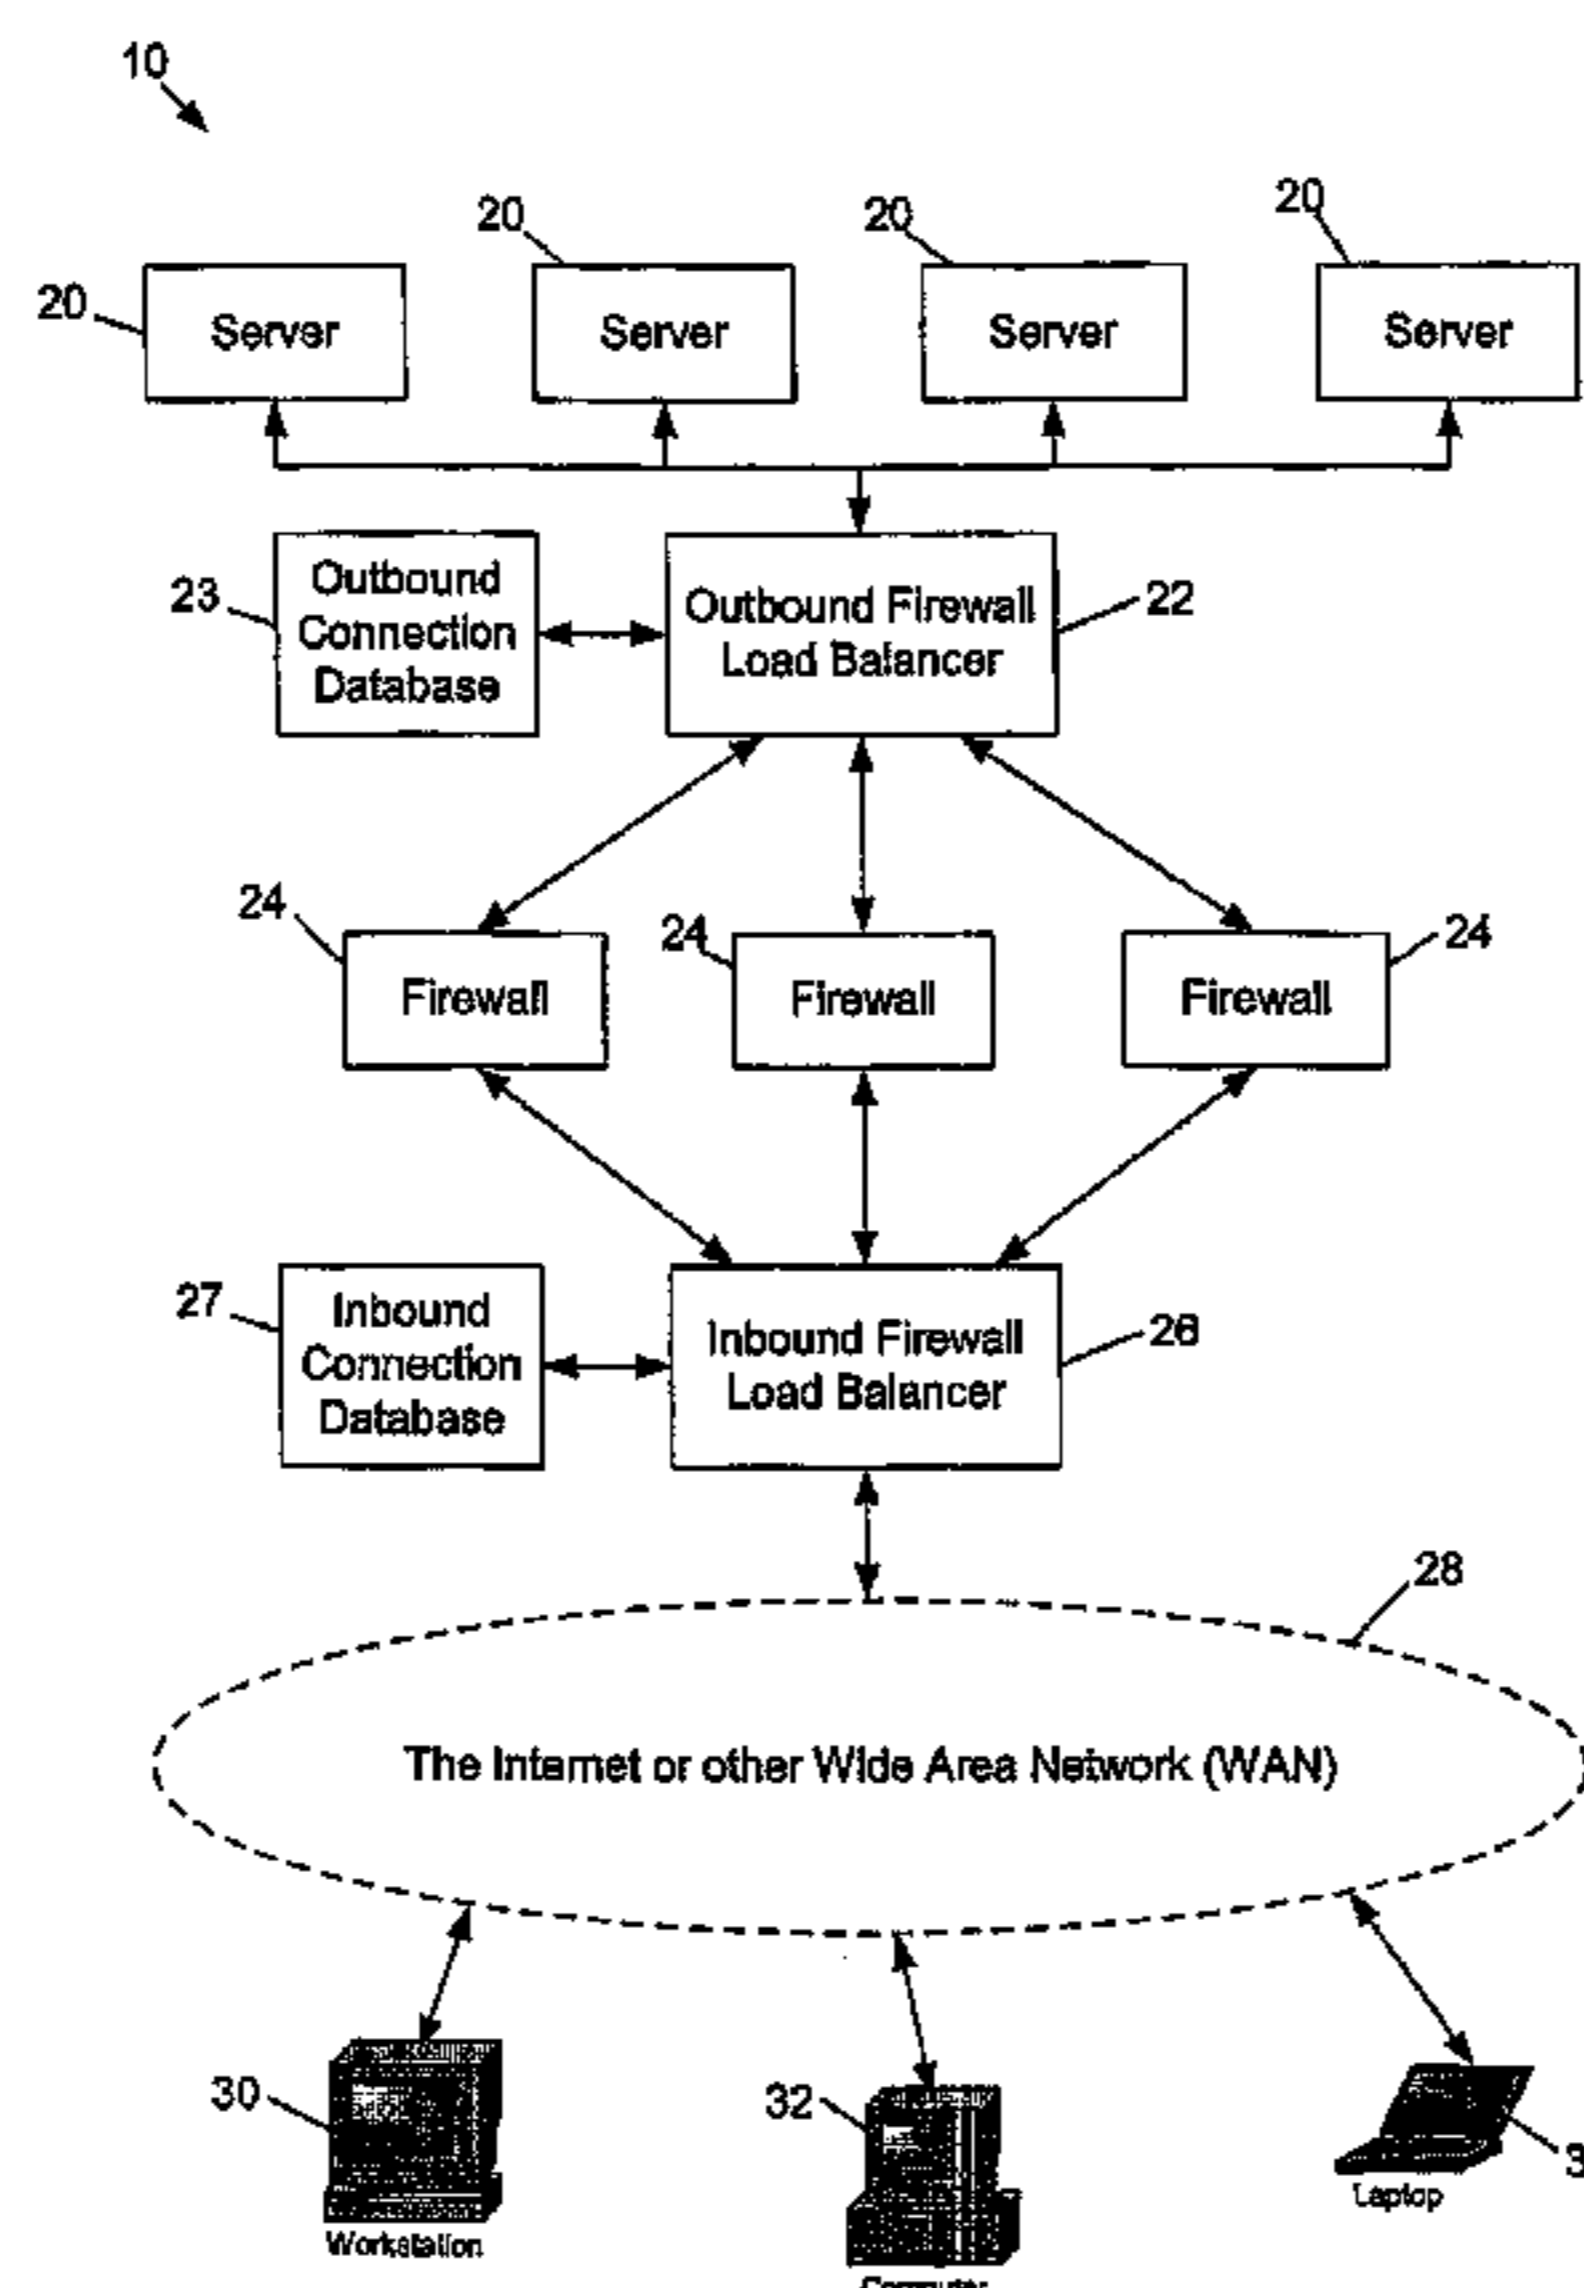 10
20
20
20
20
Server
Server
Server
Server
23
Outbound
Connection
Database
Outbound Firewall
Load Balancer
22
24
Firewall
24
Firewall
24
Firewall
27
Inbound
Connection
Database
Inbound Firewall
Load Balancer
26
28
The Internet or other Wide Area Network (WAN)
30
Workstation
32
Computer
3
Laptop